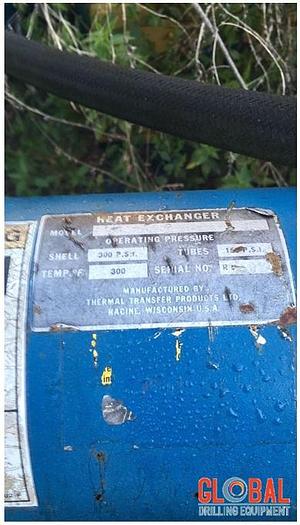 HEAT EXCHANGER
MODEL
OPERATING PRESSURE
SHELL 300 P.S.I. TUBES P.S.I.
TEMP °F. 300 SERIAL NO.
MANUFACTURED BY
THERMAL TRANSFER PRODUCTS LTD.
RACINE, WISCONSIN U.S.A.
GLOBAL
DRILLING EQUIPMENT